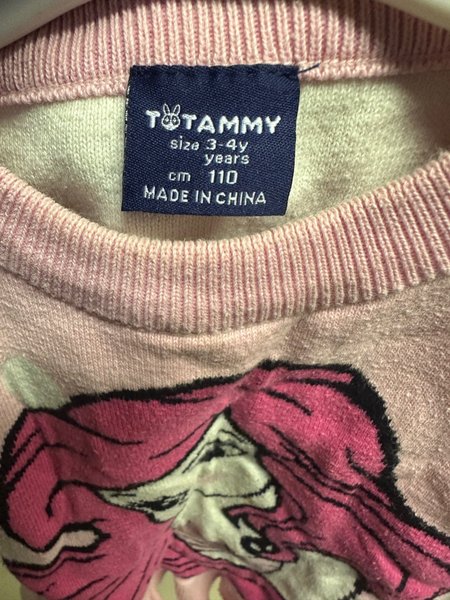 TOTAMMY
size 3-4y
years
cm 110
MADE IN CHINA